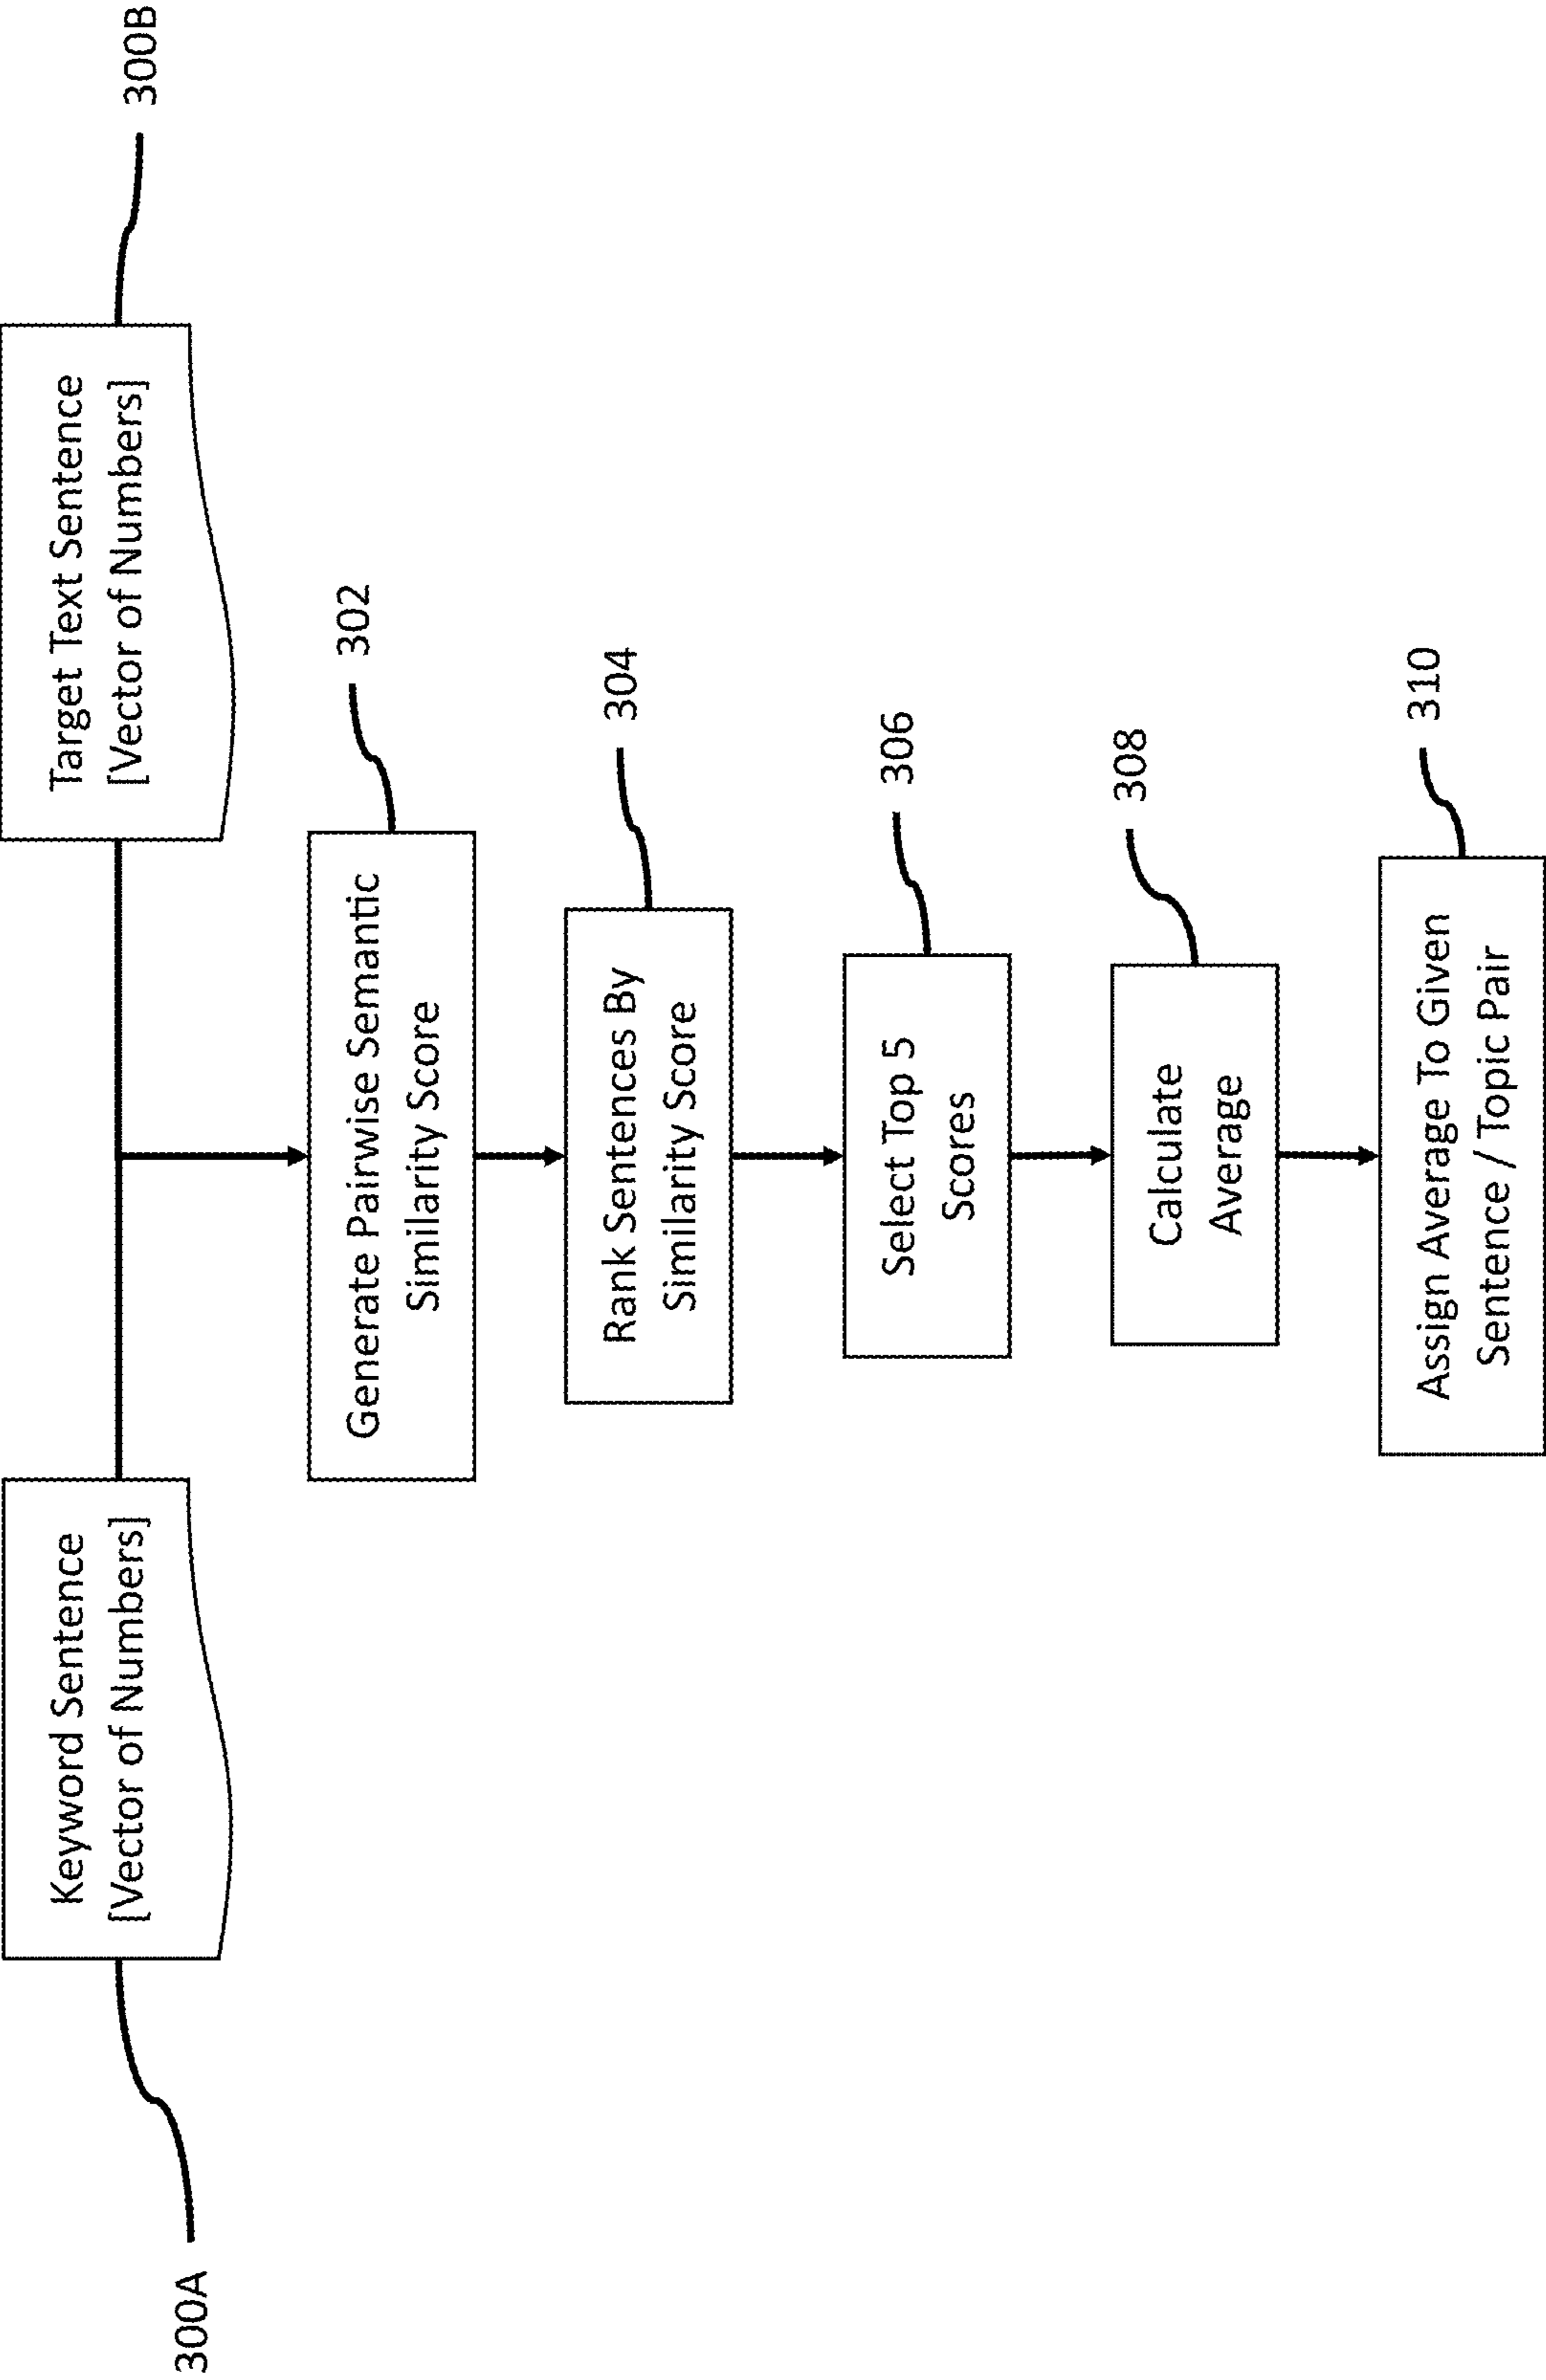 300A
Keyword Sentence
[Vector of Numbers]
Target Text Sentence
[Vector of Numbers]
300B
Generate Pairwise Semantic
Similarity Score
302
Rank Sentences By
Similarity Score
304
Select Top 5
Scores
306
Calculate
Average
308
Assign Average To Given
Sentence / Topic Pair
310